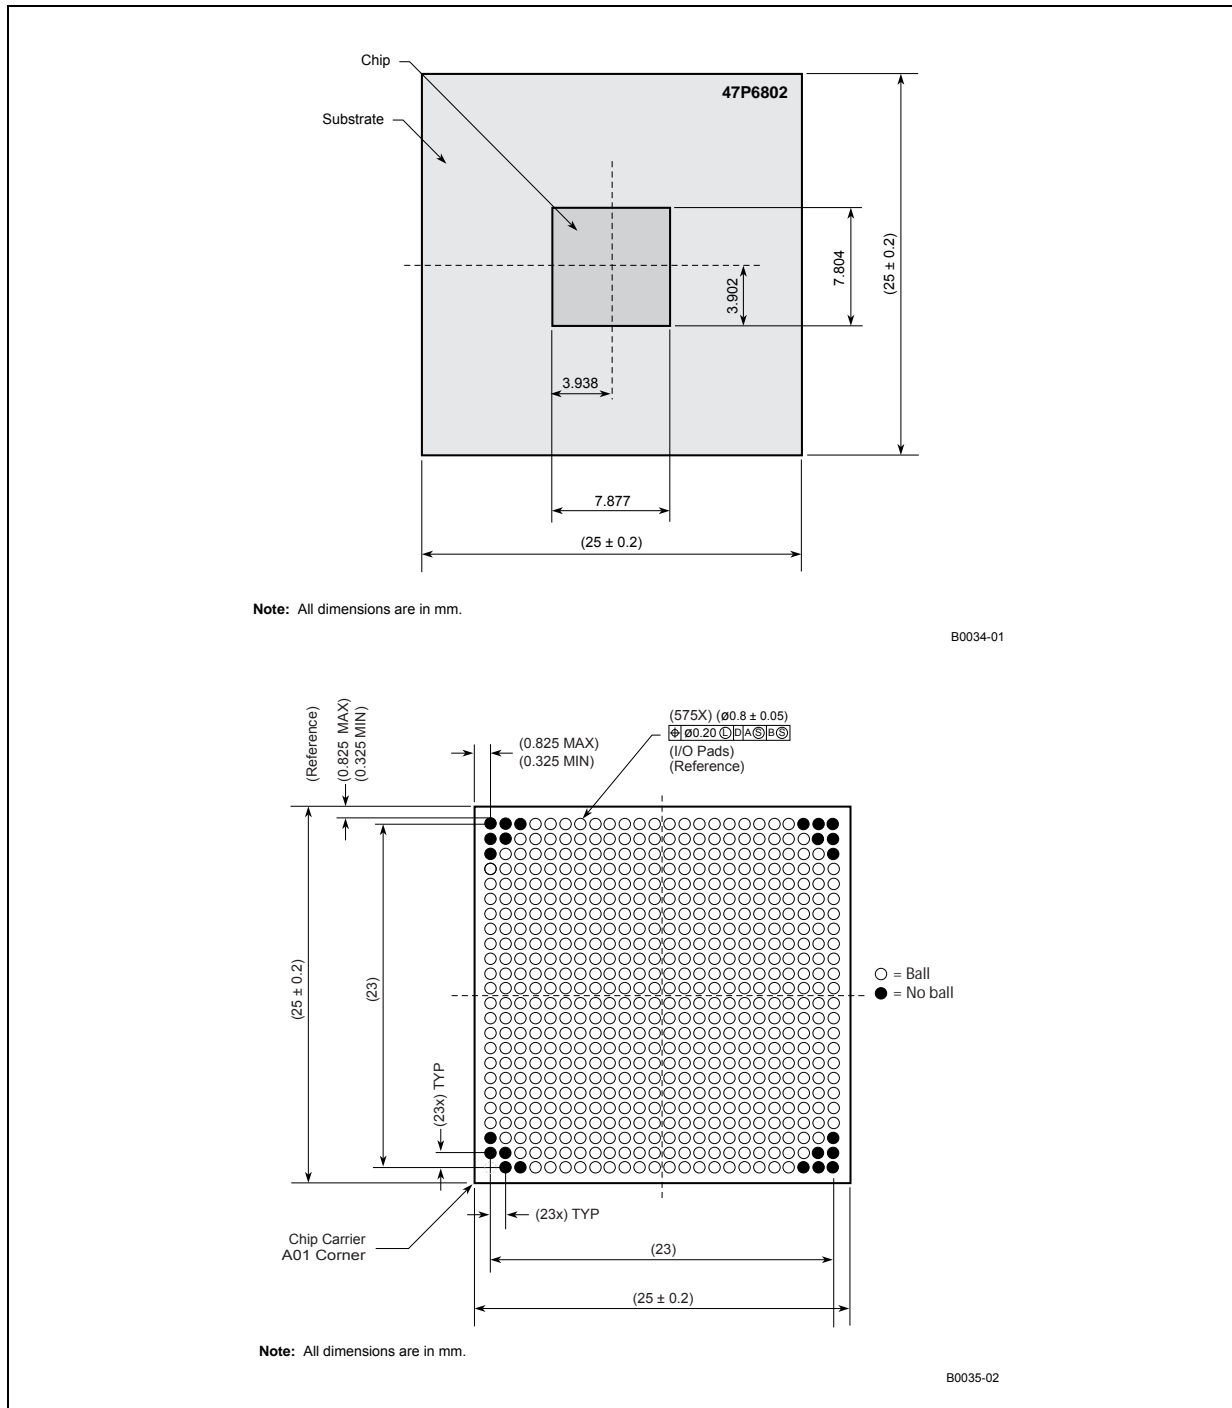 Chip
47P6802
Substrate
7.804
(25 ± 0.2)
3.902
3.938
7.877
(25 ± 0.2)
Note: All dimensions are in mm.
B0034-01
(Reference)
(0.825 MAX)
(0.325 MIN)
(0.825 MAX)
(0.325 MIN)
(575X) (ø0.8 ± 0.05)
⌖ ø0.20 Ⓛ D A Ⓢ B Ⓢ
(I/O Pads)
(Reference)
(25 ± 0.2)
(23)
(23x) TYP
= Ball
= No ball
(23x) TYP
Chip Carrier
A01 Corner
(23)
(25 ± 0.2)
Note: All dimensions are in mm.
B0035-02